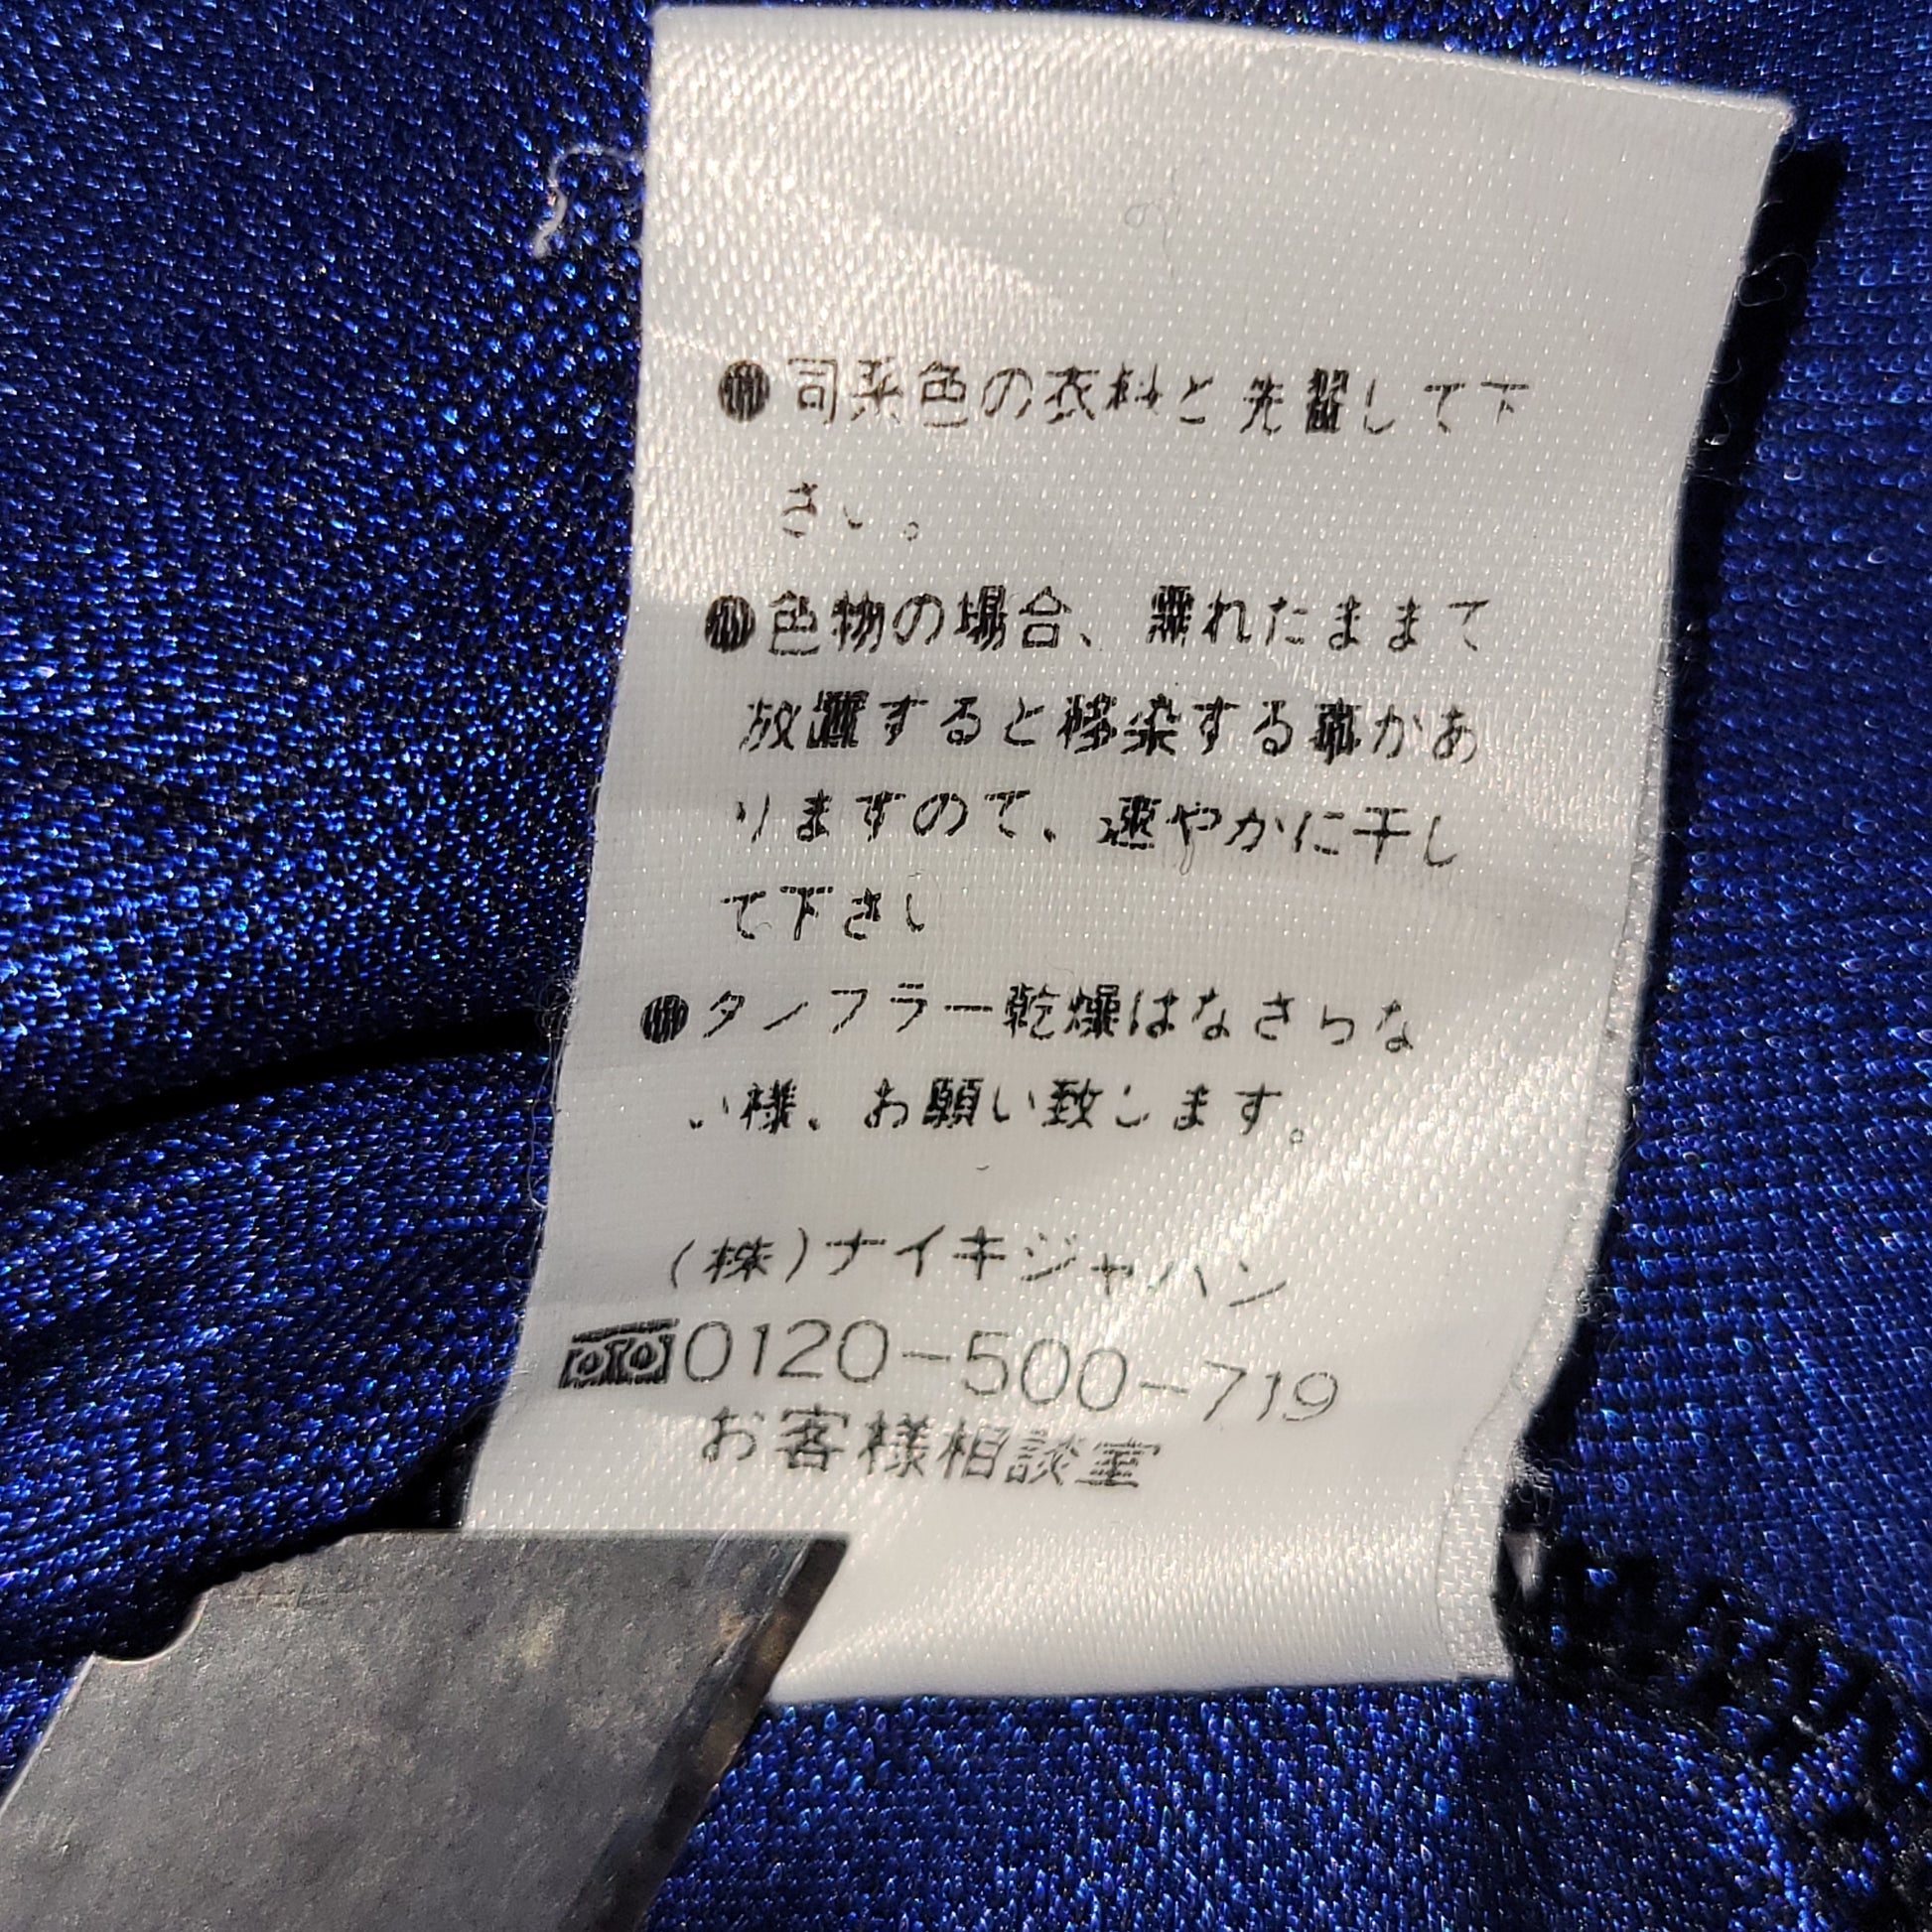 ●同系色の衣料と洗濯して下
さい。
●色物の場合、濡れたままで
放置すると移染する事があ
りますので、速やかに干し
て下さい
●タンブラー乾燥はなさらな
い様、お願い致します。
(株)ナイキジャパン
0120-500-719
お客様相談室